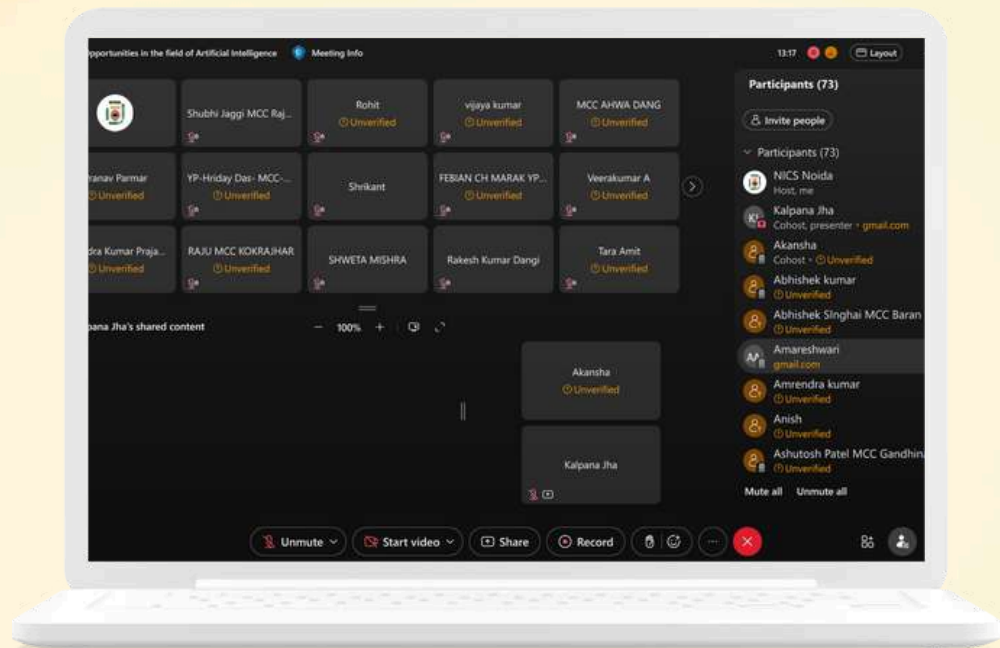 Opportunities in the field of Artificial Intelligence
Meeting Info
13:17
Layout
Shubhi Jaggi MCC Raj...
Rohit
Unverified
vijaya kumar
Unverified
MCC AHWA DANG
Unverified
Parmar
Unverified
YP-Hriday Das- MCC-...
Unverified
Shrikant
FEBIAN CH MARAK YP...
Unverified
Veerakumar A
Unverified
Kumar Praja...
Unverified
RAJU MCC KOKRAJHAR
Unverified
SHWETA MISHRA
Rakesh Kumar Dangi
Tara Amit
Unverified
pana Jha's shared content
100%
Akansha
Unverified
Kalpana Jha
Participants (73)
Invite people
Participants (73)
NICS Noida
Host, me
Kalpana Jha
Cohost, presenter • gmail.com
Akansha
Cohost • Unverified
Abhishek kumar
Unverified
Abhishek SInghai MCC Baran
Unverified
Amareshwari
gmail.com
Amrendra kumar
Unverified
Anish
Unverified
Ashutosh Patel MCC Gandhin
Unverified
Mute all Unmute all
Unmute Start video Share Record